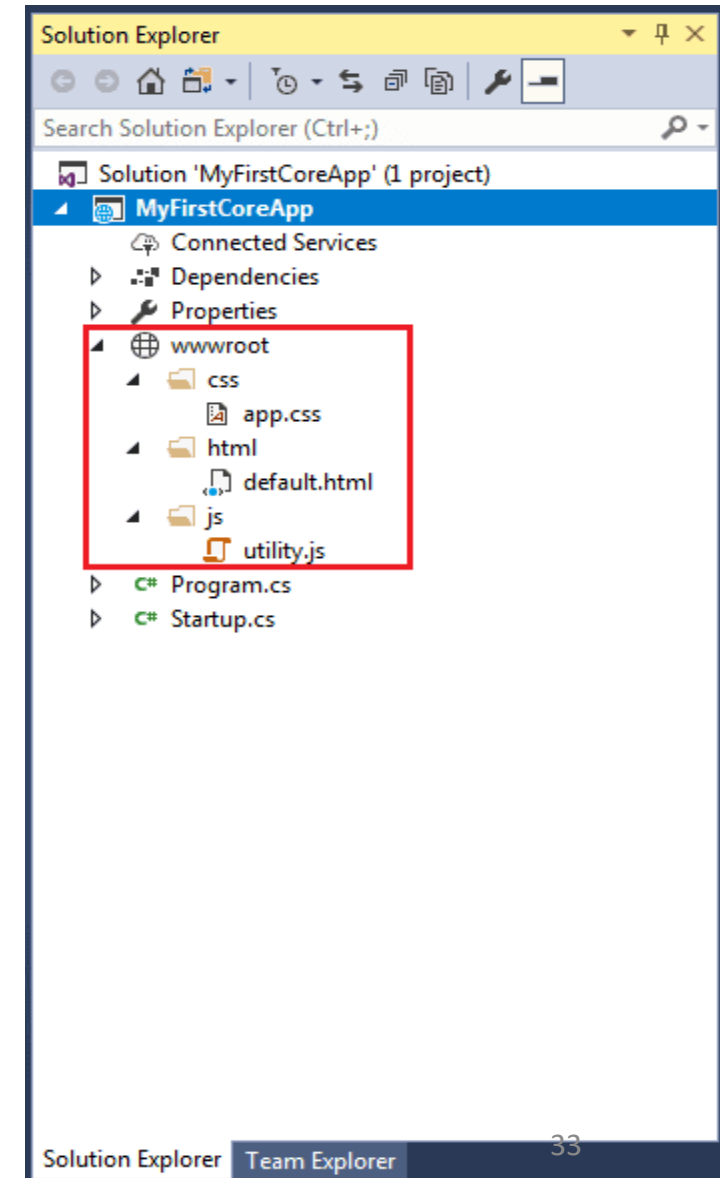 Solution Explorer
Search Solution Explorer (Ctrl+;)
Solution 'MyFirstCoreApp' (1 project)
MyFirstCoreApp
Connected Services
Dependencies
Properties
wwwroot
css
app.css
html
default.html
js
utility.js
C# Program.cs
C# Startup.cs
33
Solution Explorer Team Explorer